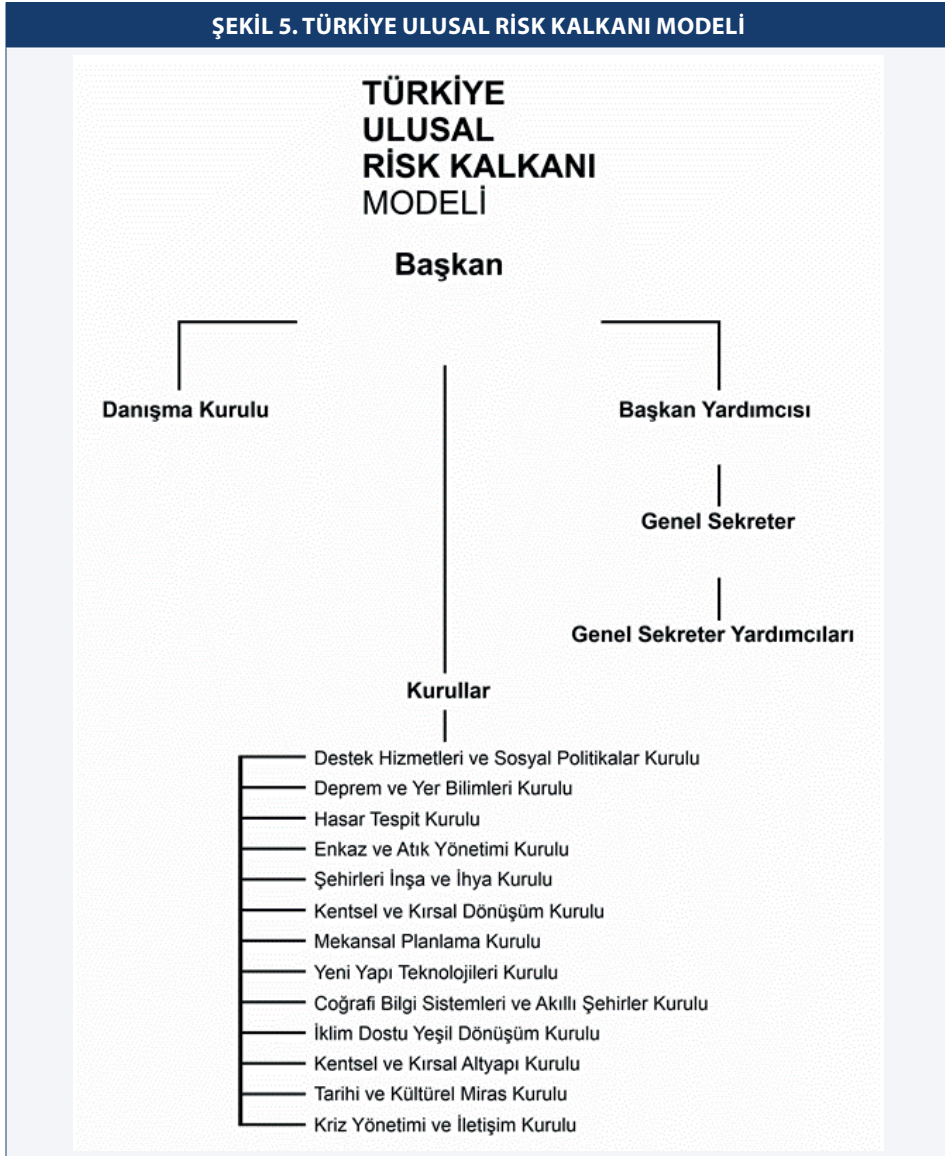 ŞEKİL 5. TÜRKİYE ULUSAL RİSK KALKANI MODELİ
TÜRKİYE
ULUSAL
RİSK KALKANI
MODELİ
Başkan
Danışma Kurulu
Başkan Yardımcısı
Genel Sekreter
Genel Sekreter Yardımcıları
Kurullar
Destek Hizmetleri ve Sosyal Politikalar Kurulu
Deprem ve Yer Bilimleri Kurulu
Hasar Tespit Kurulu
Enkaz ve Atık Yönetimi Kurulu
Şehirleri İnşa ve İhya Kurulu
Kentsel ve Kırsal Dönüşüm Kurulu
Mekansal Planlama Kurulu
Yeni Yapı Teknolojileri Kurulu
Coğrafi Bilgi Sistemleri ve Akıllı Şehirler Kurulu
İklim Dostu Yeşil Dönüşüm Kurulu
Kentsel ve Kırsal Altyapı Kurulu
Tarihi ve Kültürel Miras Kurulu
Kriz Yönetimi ve İletişim Kurulu